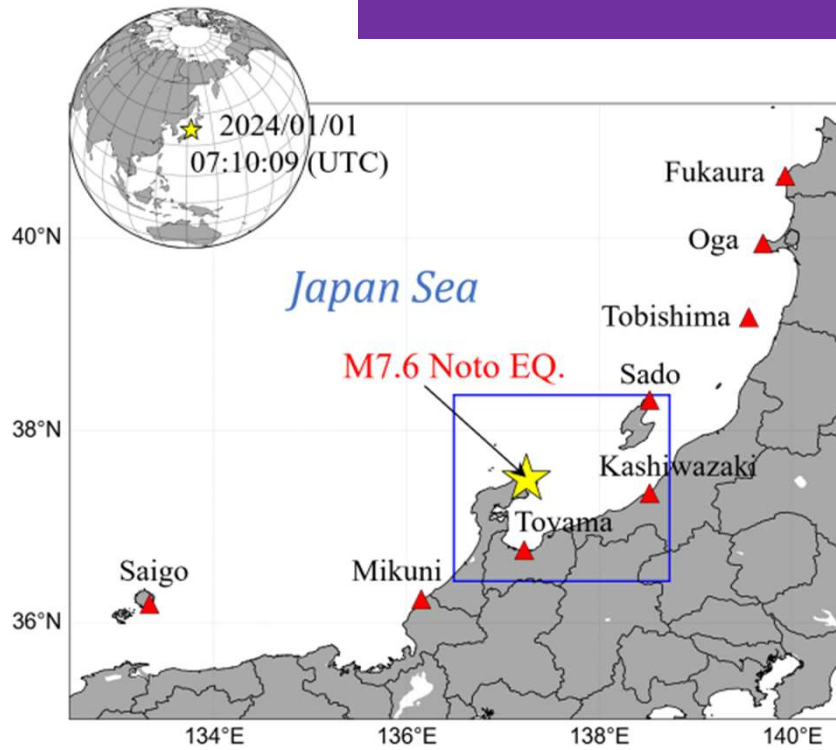 2024/01/01
07:10:09 (UTC)
Fukaura
40°N
Oga
Japan Sea
Tobishima
M7.6 Noto EQ.
Sado
38°N
Kashiwazaki
Toyama
Saigo
Mikuni
36°N
134°E
136°E
138°E
140°E